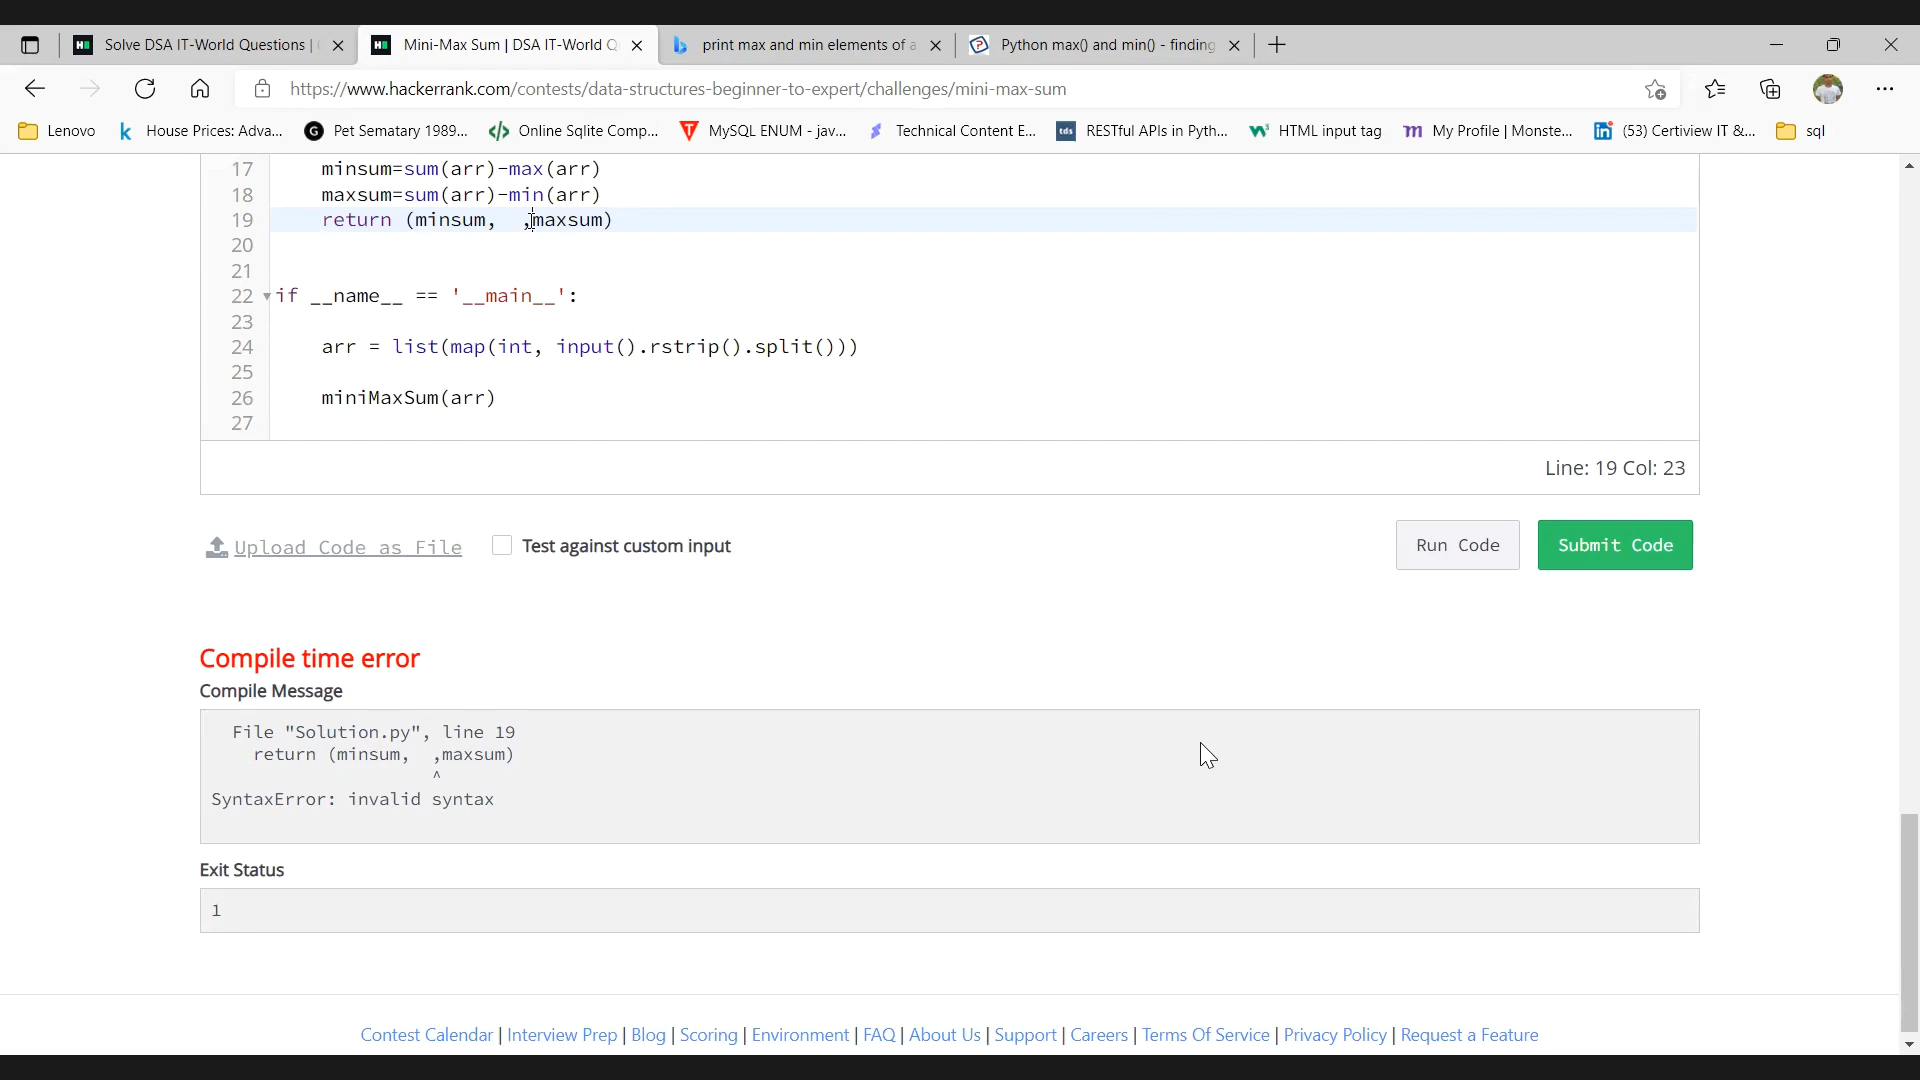 Solve DSA IT-World Questions |
Mini-Max Sum | DSA IT-World Q
print max and min elements of a
Python max() and min() - finding
https://www.hackerrank.com/contests/data-structures-beginner-to-expert/challenges/mini-max-sum
Lenovo
House Prices: Adva...
Pet Sematary 1989...
Online Sqlite Comp...
MySQL ENUM - jav...
Technical Content E...
RESTful APIs in Pyth...
HTML input tag
My Profile | Monste...
(53) Certiview IT &...
sql
17 minsum=sum(arr)-max(arr)
18 maxsum=sum(arr)-min(arr)
19 return (minsum,  ,maxsum)
20
21
22 if __name__ == '__main__':
23
24 arr = list(map(int, input().rstrip().split()))
25
26 miniMaxSum(arr)
27
Line: 19 Col: 23
Upload Code as File
Test against custom input
Run Code
Submit Code
Compile time error
Compile Message
File "Solution.py", line 19
return (minsum,  ,maxsum)
^
SyntaxError: invalid syntax
Exit Status
1
Contest Calendar | Interview Prep | Blog | Scoring | Environment | FAQ | About Us | Support | Careers | Terms Of Service | Privacy Policy | Request a Feature